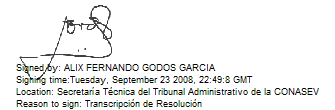 Signed by: ALIX FERNANDO GODOS GARCIA
Signing time:Tuesday, September 23 2008, 22:49:8 GMT
Location: Secretaría Técnica del Tribunal Administrativo de la CONASEV
Reason to sign: Transcripción de Resolución